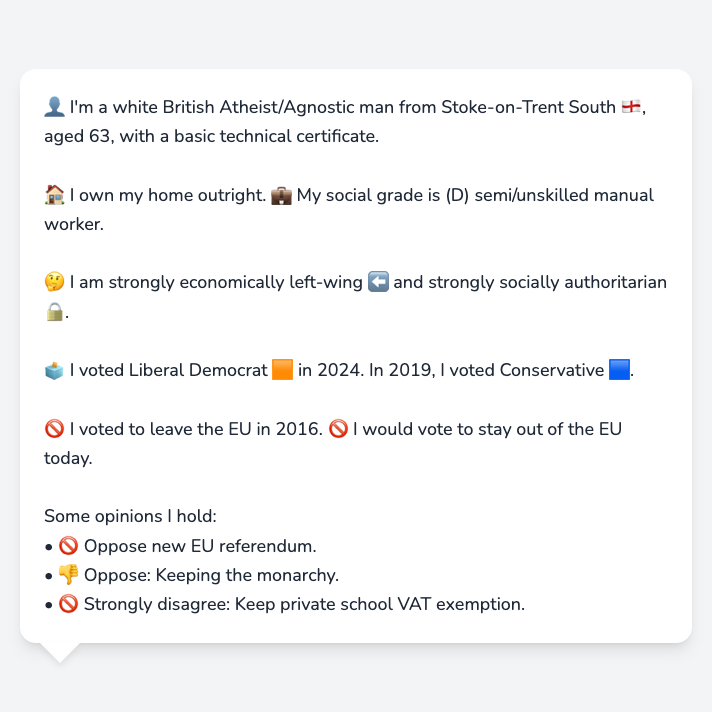 👤 I'm a white British Atheist/Agnostic man from Stoke-on-Trent South 🏴󠁧󠁢󠁥󠁮󠁧󠁿,
aged 63, with a basic technical certificate.
🏠 I own my home outright. 💼 My social grade is (D) semi/unskilled manual
worker.
🤔 I am strongly economically left-wing ⬅️ and strongly socially authoritarian
🔒.
🗳️ I voted Liberal Democrat 🟧 in 2024. In 2019, I voted Conservative 🟦.
🚫 I voted to leave the EU in 2016. 🚫 I would vote to stay out of the EU
today.
Some opinions I hold:
• 🚫 Oppose new EU referendum.
• 👎 Oppose: Keeping the monarchy.
• 🚫 Strongly disagree: Keep private school VAT exemption.